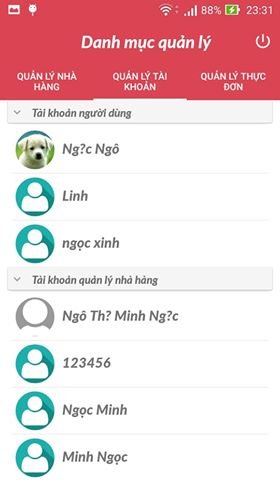 88% 23:31
Danh mục quản lý
QUẢN LÝ NHÀ HÀNG
QUẢN LÝ TÀI KHOẢN
QUẢN LÝ THỰC ĐƠN
Tài khoản người dùng
Ng?c Ngô
Linh
ngọc xinh
Tài khoản quản lý nhà hàng
Ngô Th? Minh Ng?c
123456
Ngọc Minh
Minh Ngọc